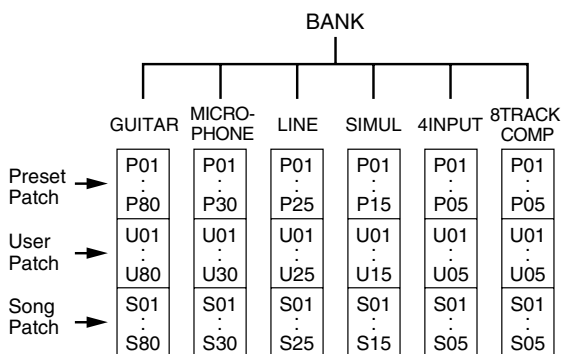 BANK
GUITAR
MICRO-
PHONE
LINE
SIMUL
4INPUT
8TRACK
COMP
Preset
Patch
P01 P01 P01 P01 P01 P01
: : : : : :
P80 P30 P25 P15 P05 P05
User
Patch
U01 U01 U01 U01 U01 U01
: : : : : :
U80 U30 U25 U15 U05 U05
Song
Patch
S01 S01 S01 S01 S01 S01
: : : : : :
S80 S30 S25 S15 S05 S05